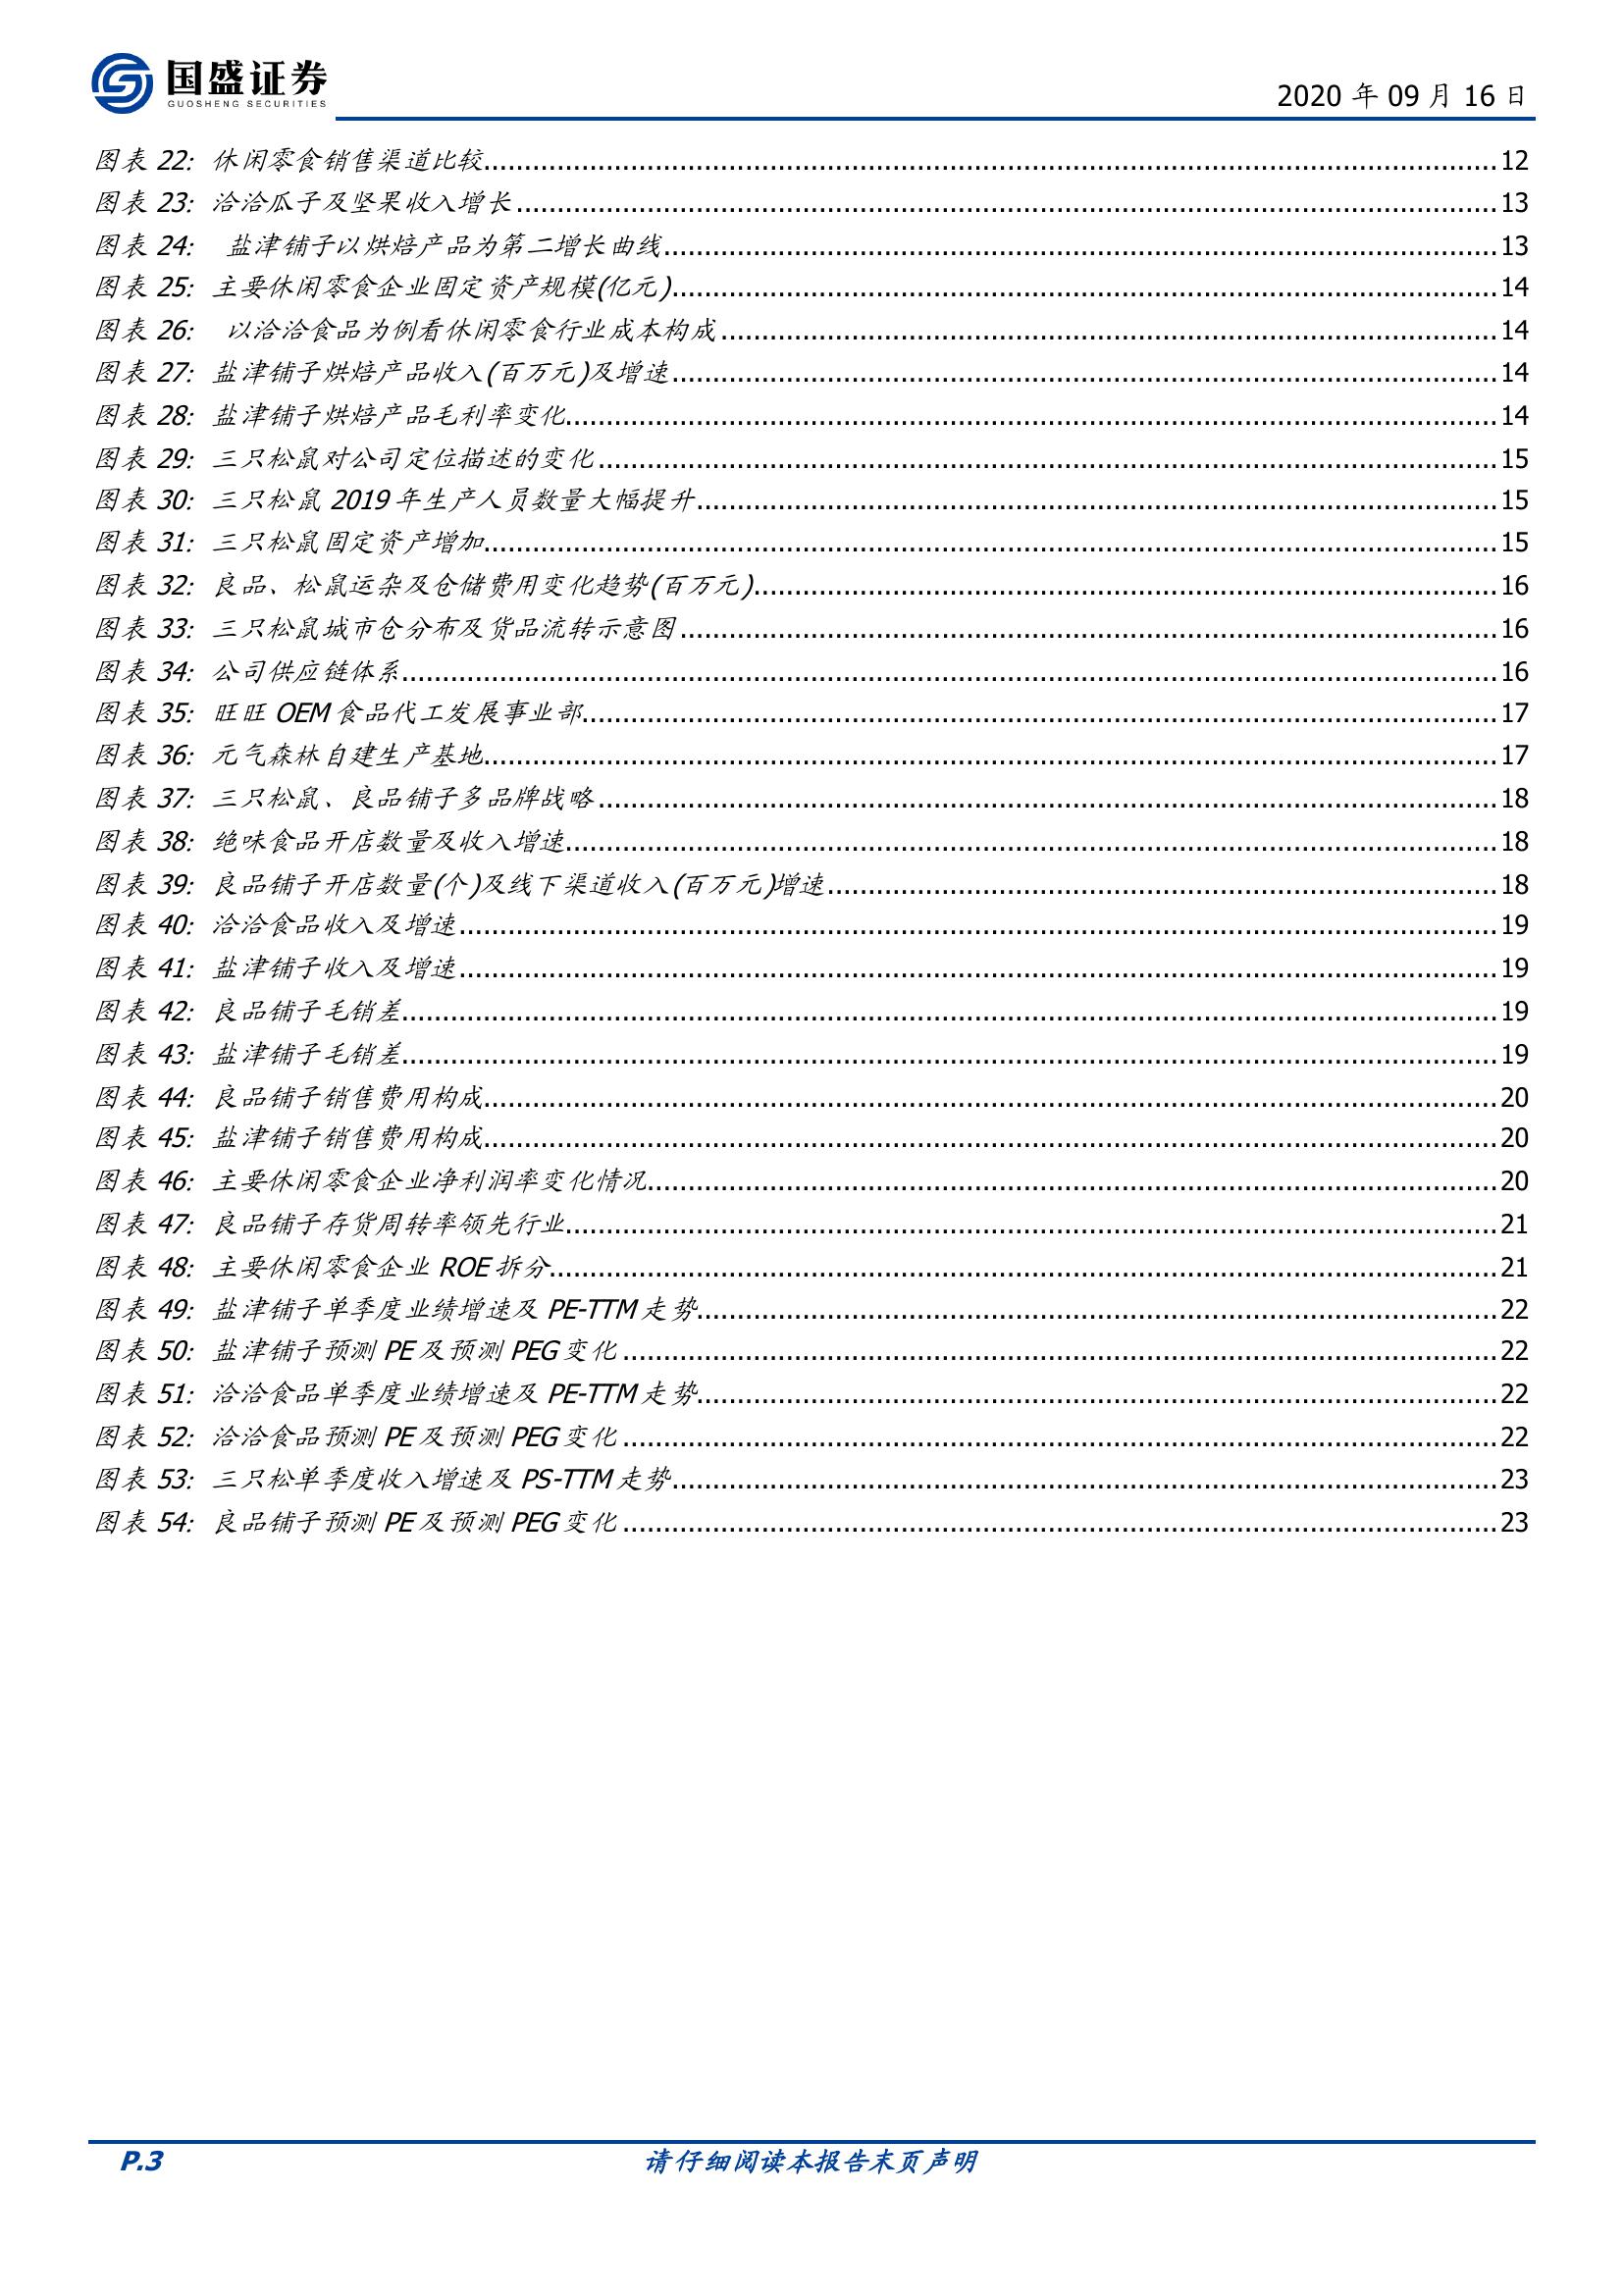 国盛证券
GUOSHENG SECURITIES
2020 年 09 月 16 日
图表 22: 休闲零食销售渠道比较 12
图表 23: 洽洽瓜子及坚果收入增长 13
图表 24: 盐津铺子以烘焙产品为第二增长曲线 13
图表 25: 主要休闲零食企业固定资产规模(亿元) 14
图表 26: 以洽洽食品为例看休闲零食行业成本构成 14
图表 27: 盐津铺子烘焙产品收入(百万元)及增速 14
图表 28: 盐津铺子烘焙产品毛利率变化 14
图表 29: 三只松鼠对公司定位描述的变化 15
图表 30: 三只松鼠 2019 年生产人员数量大幅提升 15
图表 31: 三只松鼠固定资产增加 15
图表 32: 良品、松鼠运杂及仓储费用变化趋势(百万元) 16
图表 33: 三只松鼠城市仓分布及货品流转示意图 16
图表 34: 公司供应链体系 16
图表 35: 旺旺 OEM 食品代工发展事业部 17
图表 36: 元气森林自建生产基地 17
图表 37: 三只松鼠、良品铺子多品牌战略 18
图表 38: 绝味食品开店数量及收入增速 18
图表 39: 良品铺子开店数量(个)及线下渠道收入(百万元)增速 18
图表 40: 洽洽食品收入及增速 19
图表 41: 盐津铺子收入及增速 19
图表 42: 良品铺子毛销差 19
图表 43: 盐津铺子毛销差 19
图表 44: 良品铺子销售费用构成 20
图表 45: 盐津铺子销售费用构成 20
图表 46: 主要休闲零食企业净利润率变化情况 20
图表 47: 良品铺子存货周转率领先行业 21
图表 48: 主要休闲零食企业 ROE 拆分 21
图表 49: 盐津铺子单季度业绩增速及 PE-TTM 走势 22
图表 50: 盐津铺子预测 PE 及预测 PEG 变化 22
图表 51: 洽洽食品单季度业绩增速及 PE-TTM 走势 22
图表 52: 洽洽食品预测 PE 及预测 PEG 变化 22
图表 53: 三只松单季度收入增速及 PS-TTM 走势 23
图表 54: 良品铺子预测 PE 及预测 PEG 变化 23
P.3 请仔细阅读本报告末页声明